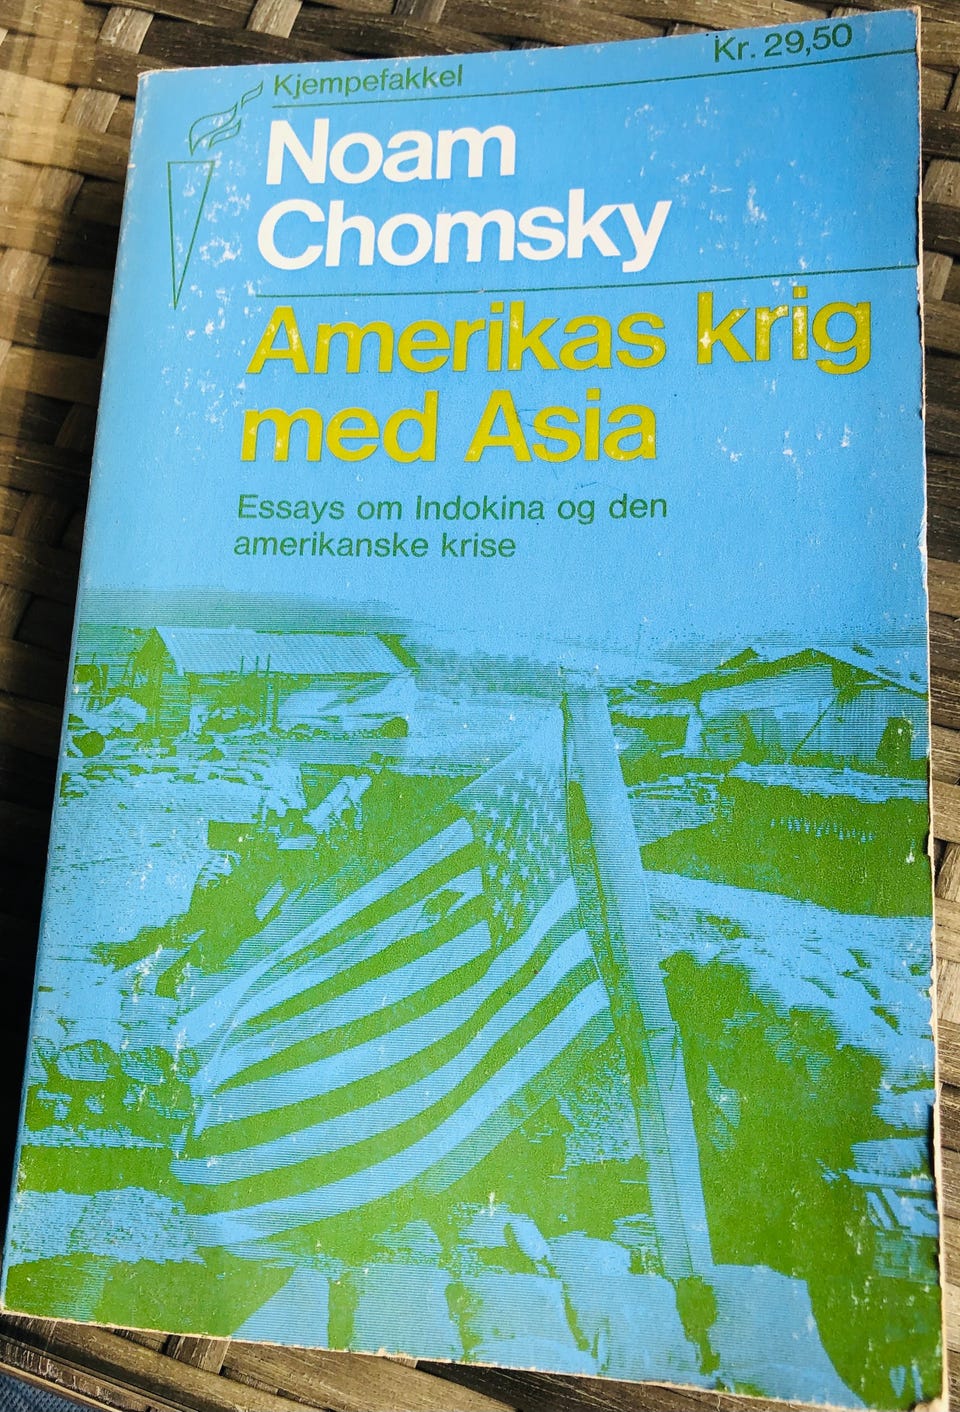 Kjempefakkel
Kr. 29,50
Noam
Chomsky
Amerikas krig
med Asia
Essays om Indokina og den
amerikanske krise